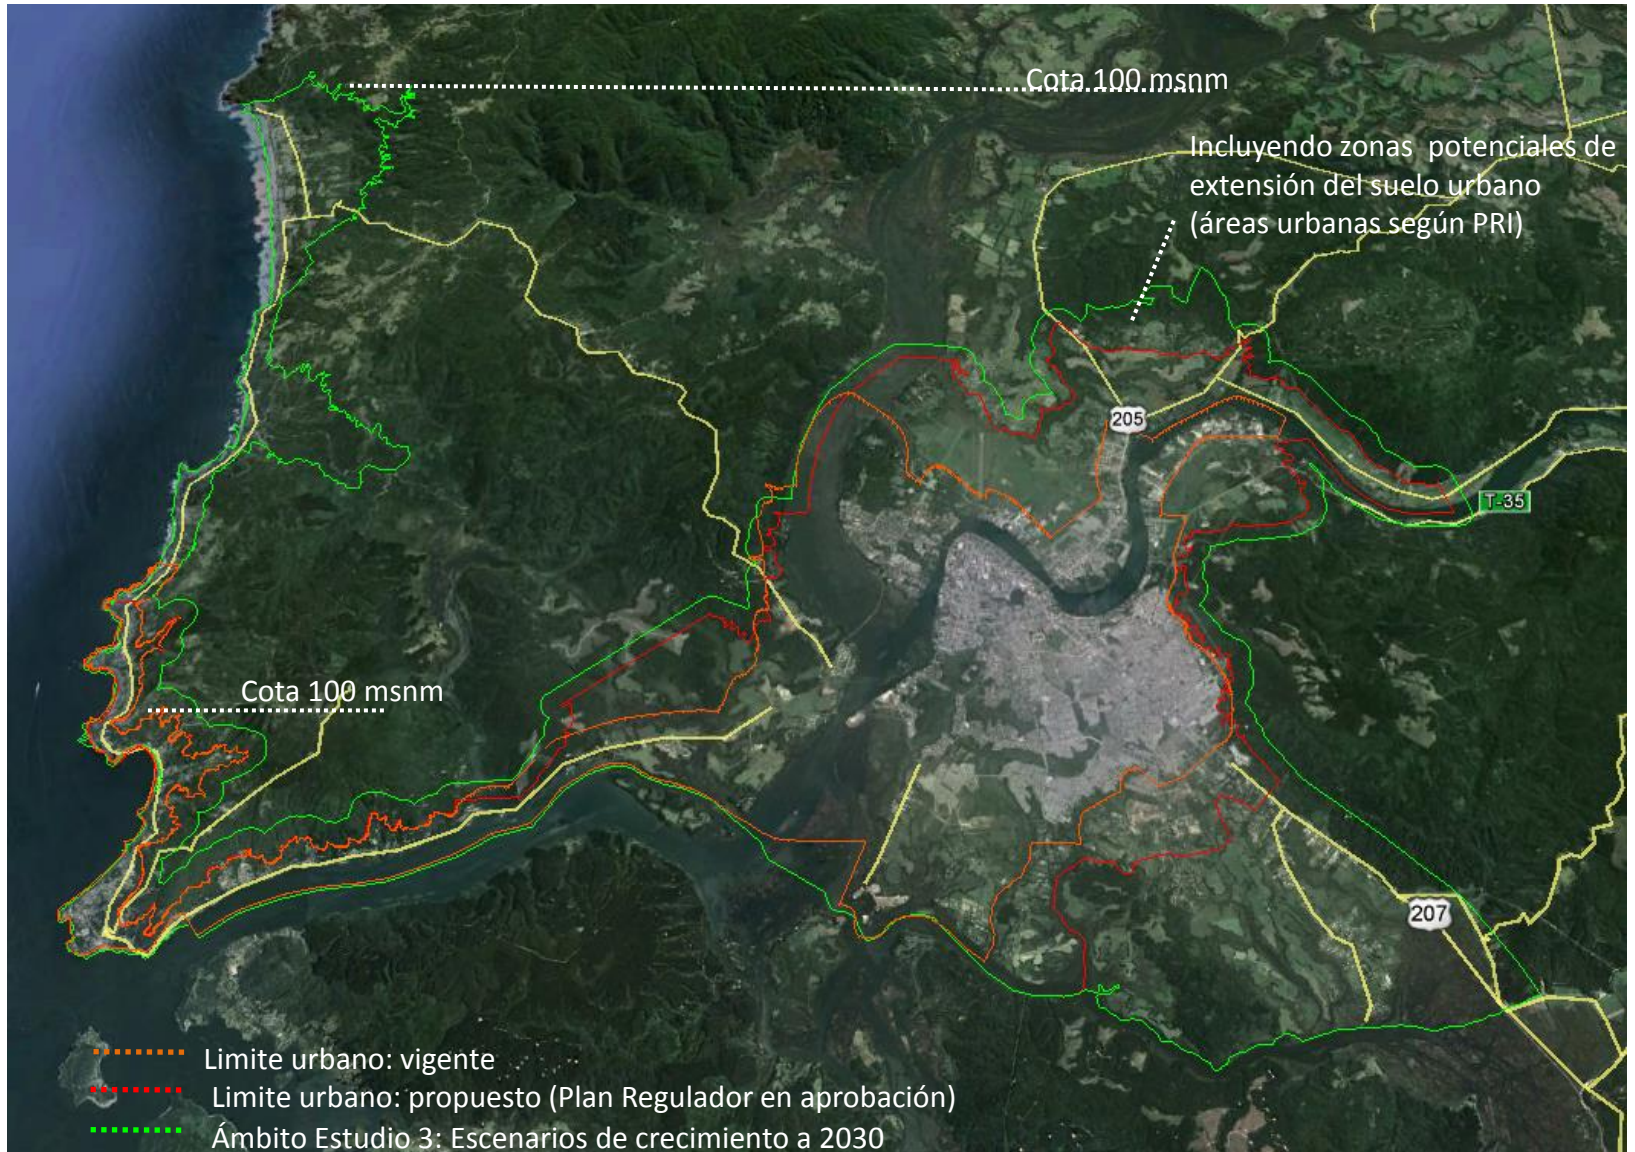 Cota 100 msnm
Incluyendo zonas potenciales de
extensión del suelo urbano
(áreas urbanas según PRI)
205
T-35
Cota 100 msnm
207
Limite urbano: vigente
Limite urbano: propuesto (Plan Regulador en aprobación)
Ámbito Estudio 3: Escenarios de crecimiento a 2030